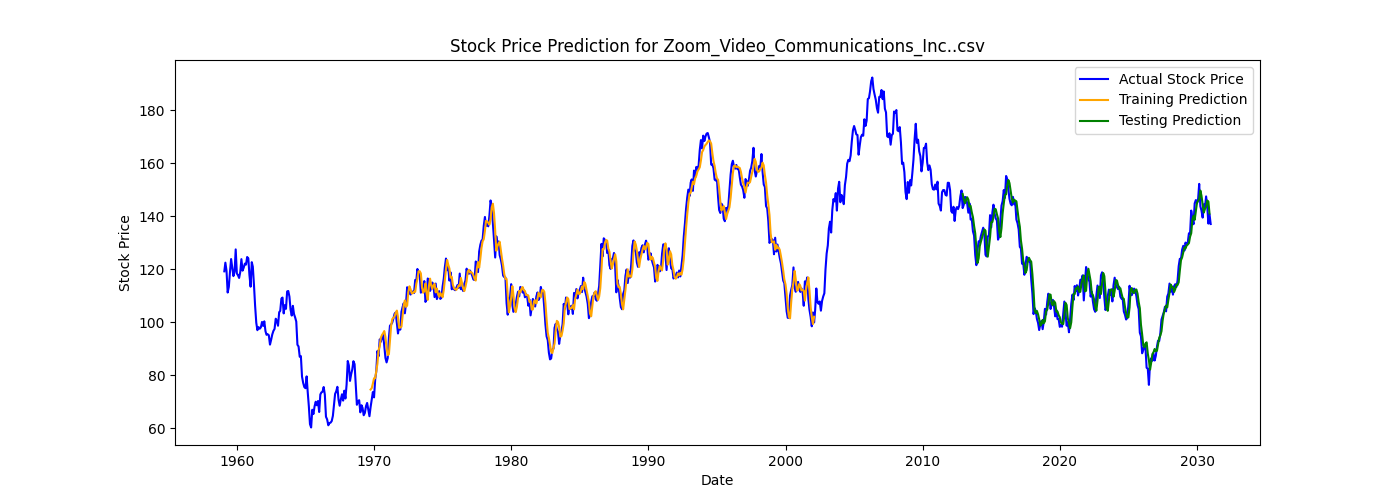 Stock Price Prediction for Zoom_Video_Communications_Inc..csv
Actual Stock Price
Training Prediction
Testing Prediction
Stock Price
180
160
140
120
100
80
60
1960
1970
1980
1990
2000
2010
2020
2030
Date